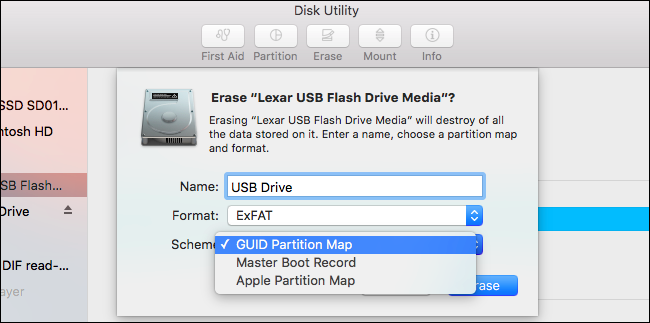 Disk Utility
First Aid Partition Erase Mount Info
SSD SD01...
Erase “Lexar USB Flash Drive Media”?
ntosh HD
Erasing “Lexar USB Flash Drive Media” will destroy of all
the data stored on it. Enter a name, choose a partition map
and format.
SB Flash...
Name: USB Drive
Drive
Format: ExFAT
Scheme
✓ GUID Partition Map
Master Boot Record
DIF read-...
Apple Partition Map
ayer
rase